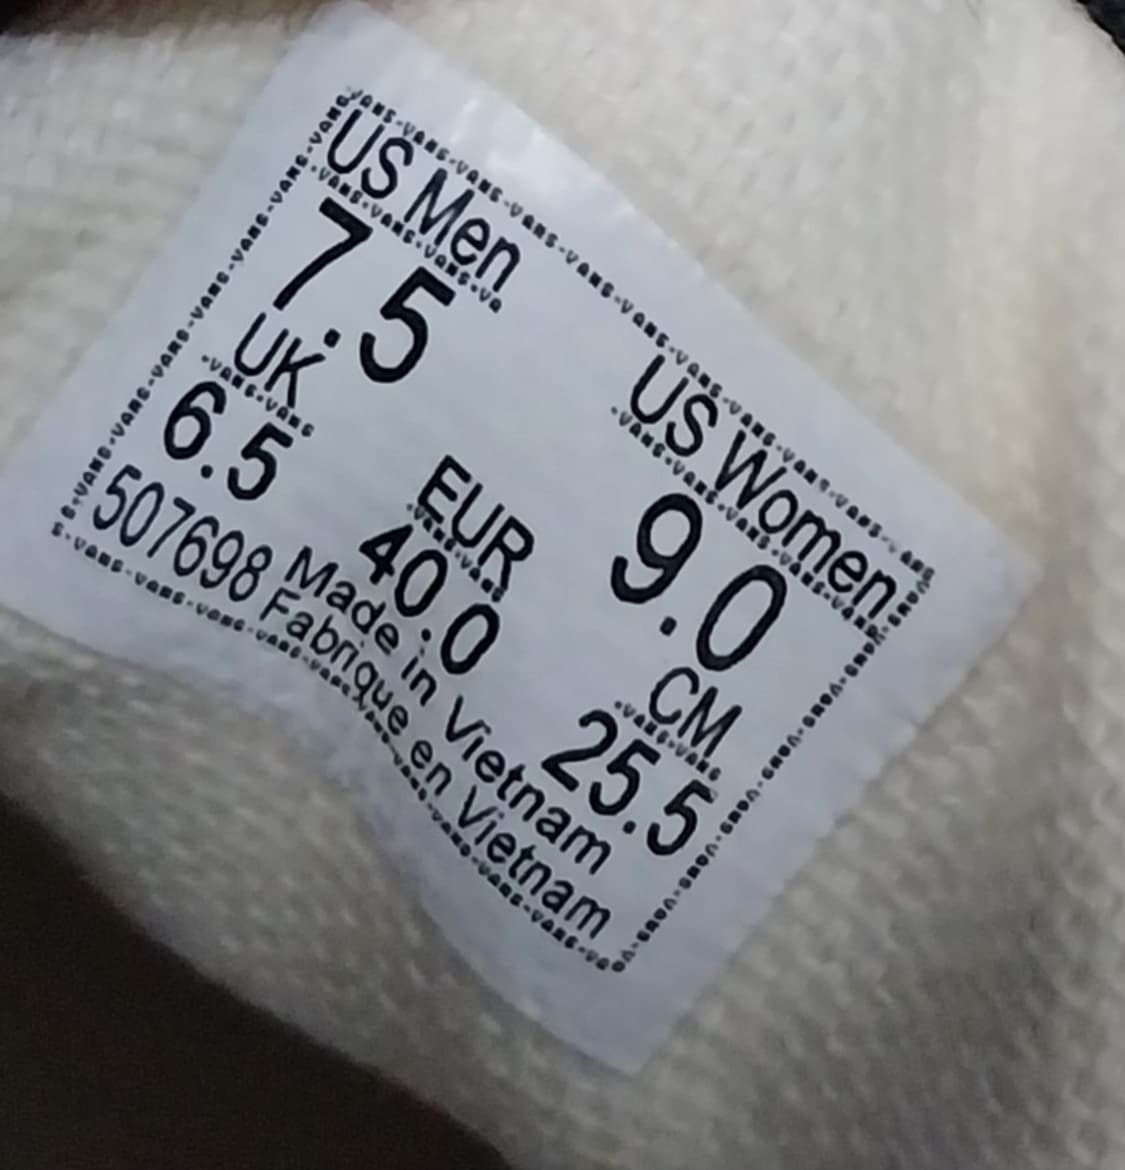 US Men
7.5
US Women
9.0
UK
6.5
EUR
40.0
CM
25.5
507698
Made in Vietnam
Fabrique en Vietnam